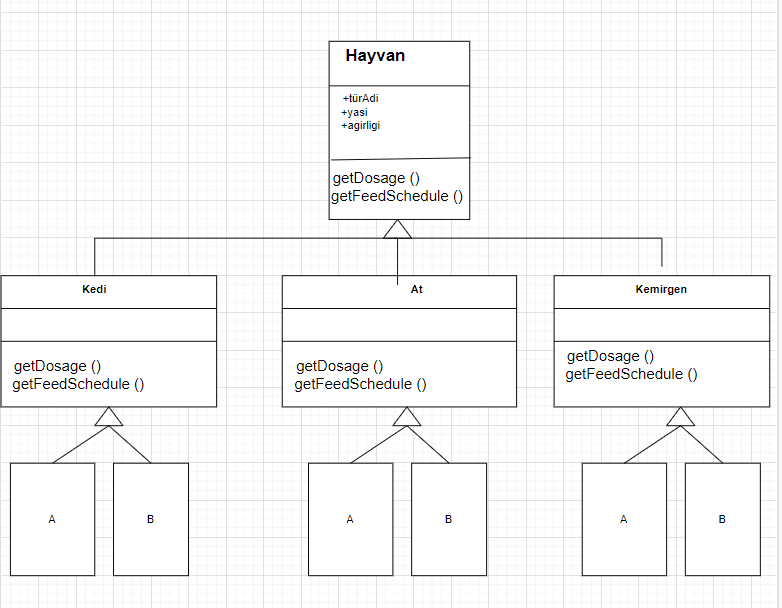 Hayvan
+türAdi
+yasi
+agirligi
getDosage ()
getFeedSchedule ()
Kedi
getDosage ()
getFeedSchedule ()
At
getDosage ()
getFeedSchedule ()
Kemirgen
getDosage ()
getFeedSchedule ()
A
B
A
B
A
B